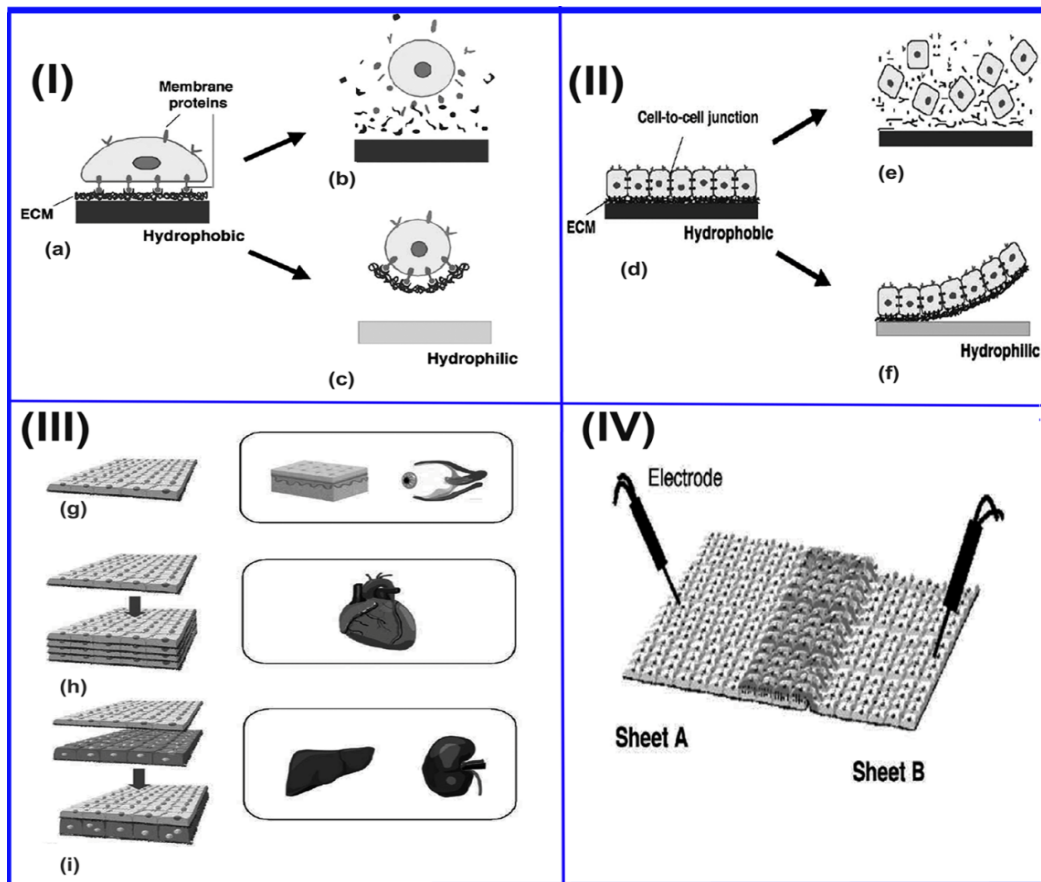 (I)
Membrane
proteins
ECM
(a)
Hydrophobic
(b)
(c)
Hydrophilic
(II)
Cell-to-cell junction
ECM
(d)
Hydrophobic
(e)
(f)
Hydrophilic
(III)
(g)
(h)
(i)
(IV)
Electrode
Sheet A
Sheet B